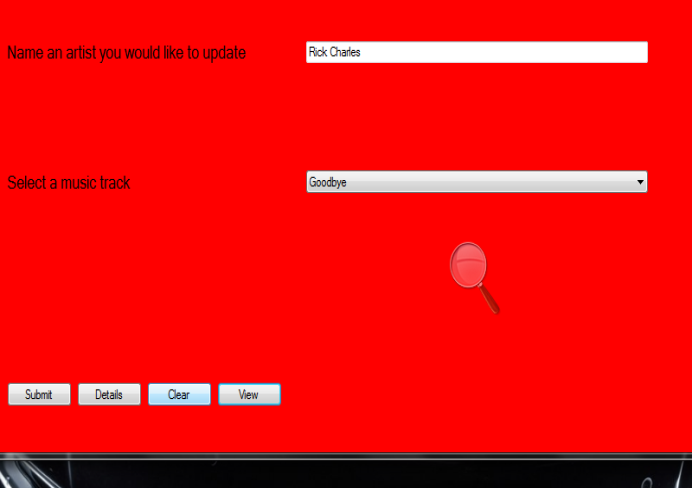 Name an artist you would like to update
Rick Charles
Select a music track
Goodbye
Submit
Details
Clear
View